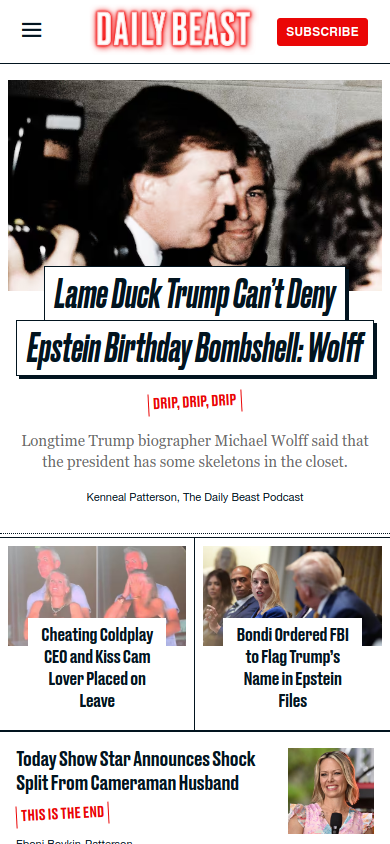 DAILY BEAST
SUBSCRIBE
Lame Duck Trump Can't Deny
Epstein Birthday Bombshell: Wolff
DRIP, DRIP, DRIP
Longtime Trump biographer Michael Wolff said that
the president has some skeletons in the closet.
Kenneal Patterson, The Daily Beast Podcast
Cheating Coldplay
CEO and Kiss Cam
Lover Placed on
Leave
Bondi Ordered FBI
to Flag Trump's
Name in Epstein
Files
Today Show Star Announces Shock
Split From Cameraman Husband
THIS IS THE END
Eboni Boykin-Patterson